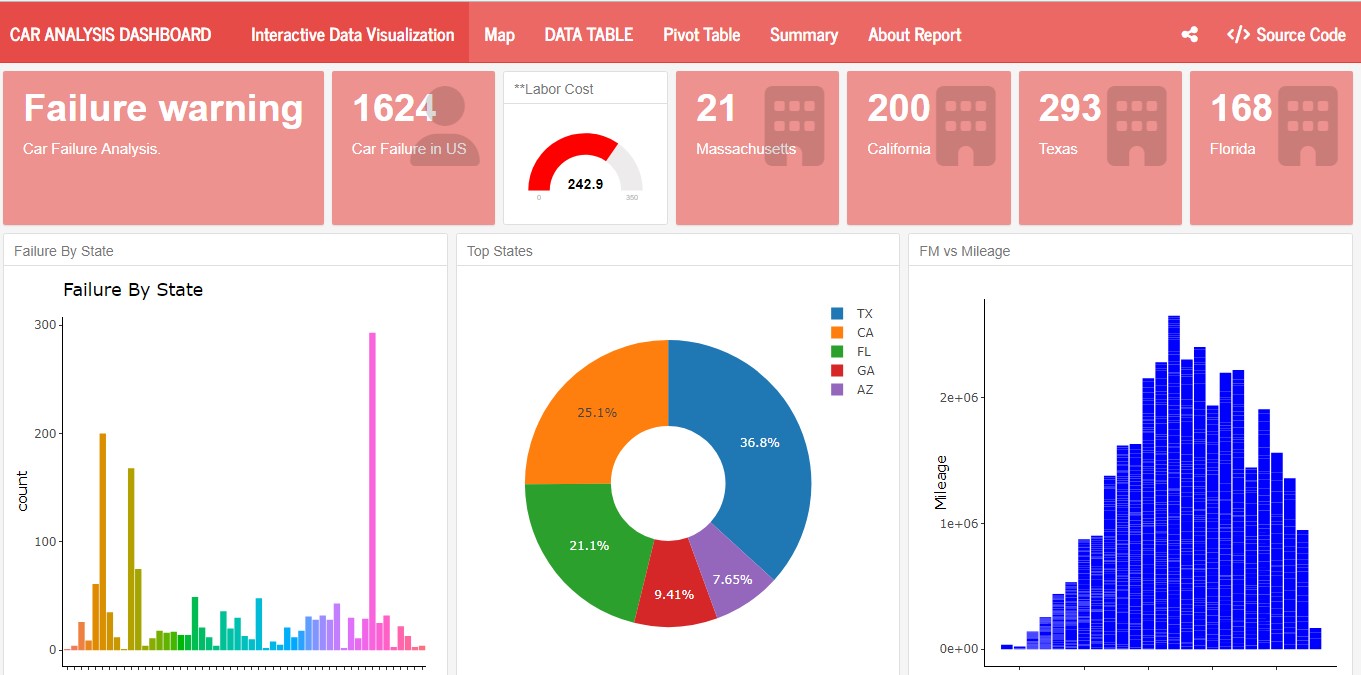 CAR ANALYSIS DASHBOARD Interactive Data Visualization Map DATA TABLE Pivot Table Summary About Report </> Source Code
Failure warning
Car Failure Analysis.
1624
Car Failure in US
**Labor Cost
242.9
0 360
21
Massachusetts
200
California
293
Texas
168
Florida
Failure By State
Failure By State
300
200
100
0
count
Top States
TX
CA
FL
GA
AZ
25.1%
36.8%
21.1%
9.41%
7.65%
FM vs Mileage
2e+06
1e+06
0e+00
Mileage